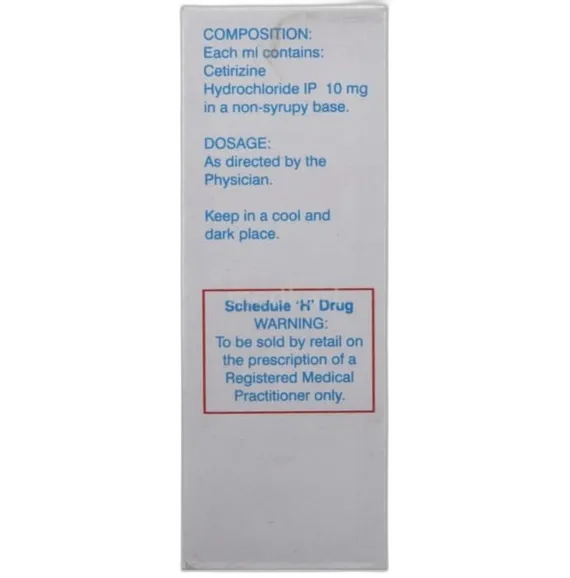 COMPOSITION:
Each ml contains:
Cetirizine
Hydrochloride IP 10 mg
in a non-syrupy base.
DOSAGE:
As directed by the
Physician.
Keep in a cool and
dark place.
Schedule ‘H’ Drug
WARNING:
To be sold by retail on
the prescription of a
Registered Medical
Practitioner only.